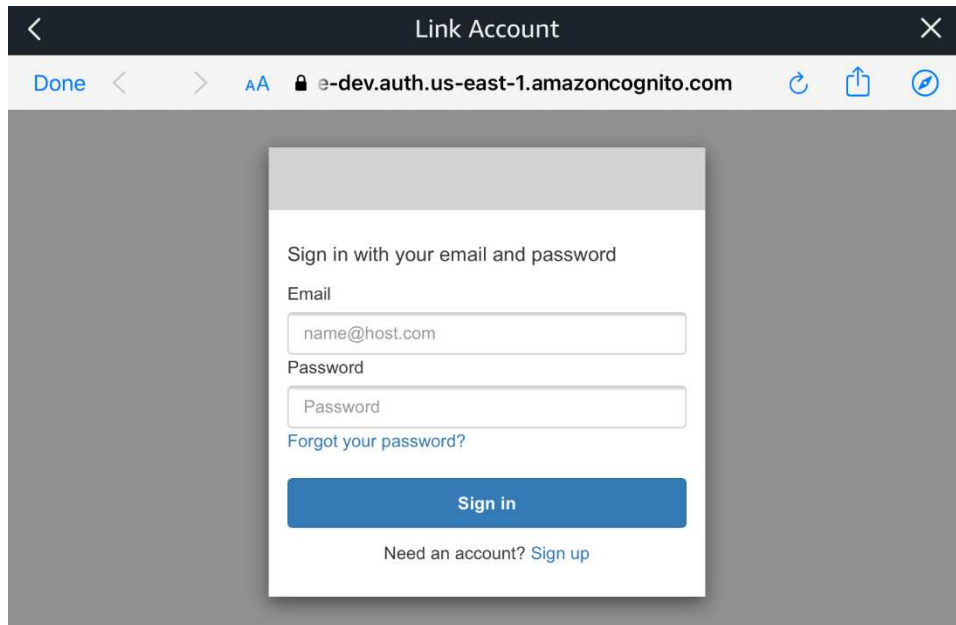 Link Account
Done AA e-dev.auth.us-east-1.amazoncognito.com
Sign in with your email and password
Email
name@host.com
Password
Password
Forgot your password?
Sign in
Need an account? Sign up